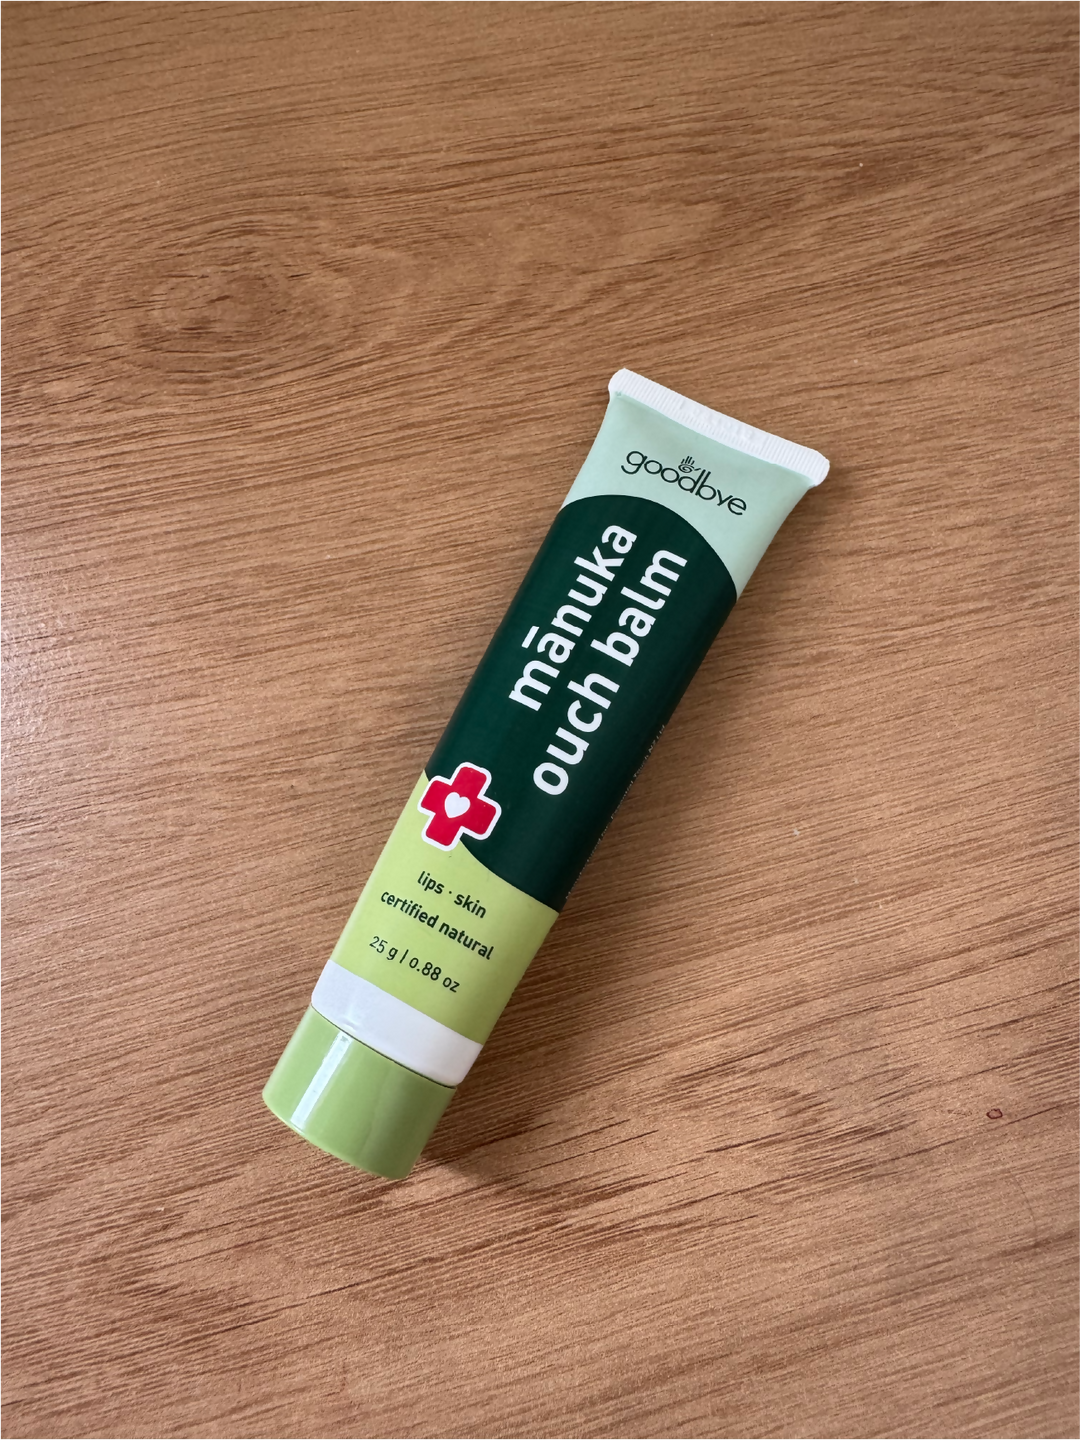 goodbye
mānuka
ouch balm
lips · skin
certified natural
25 g | 0.88 oz